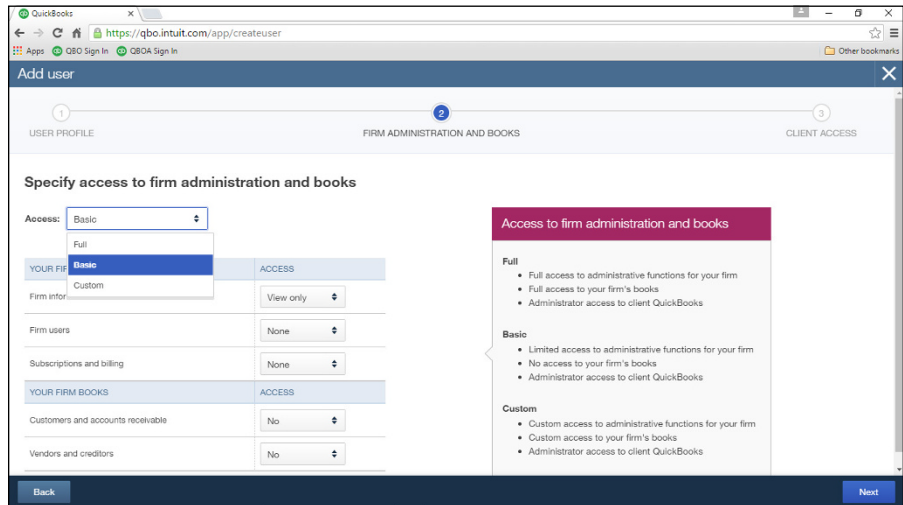 QuickBooks
https://qbo.intuit.com/app/createuser
Apps QBO Sign In QBOA Sign In Other bookmarks
Add user
1 2 3
USER PROFILE FIRM ADMINISTRATION AND BOOKS CLIENT ACCESS
Specify access to firm administration and books
Access: Basic
Full
Basic
Custom
YOUR FIR ACCESS
Firm infor View only
Firm users None
Subscriptions and billing None
YOUR FIRM BOOKS ACCESS
Customers and accounts receivable No
Vendors and creditors No
Access to firm administration and books
Full
• Full access to administrative functions for your firm
• Full access to your firm's books
• Administrator access to client QuickBooks
Basic
• Limited access to administrative functions for your firm
• No access to your firm's books
• Administrator access to client QuickBooks
Custom
• Custom access to administrative functions for your firm
• Custom access to your firm's books
• Administrator access to client QuickBooks
Back Next